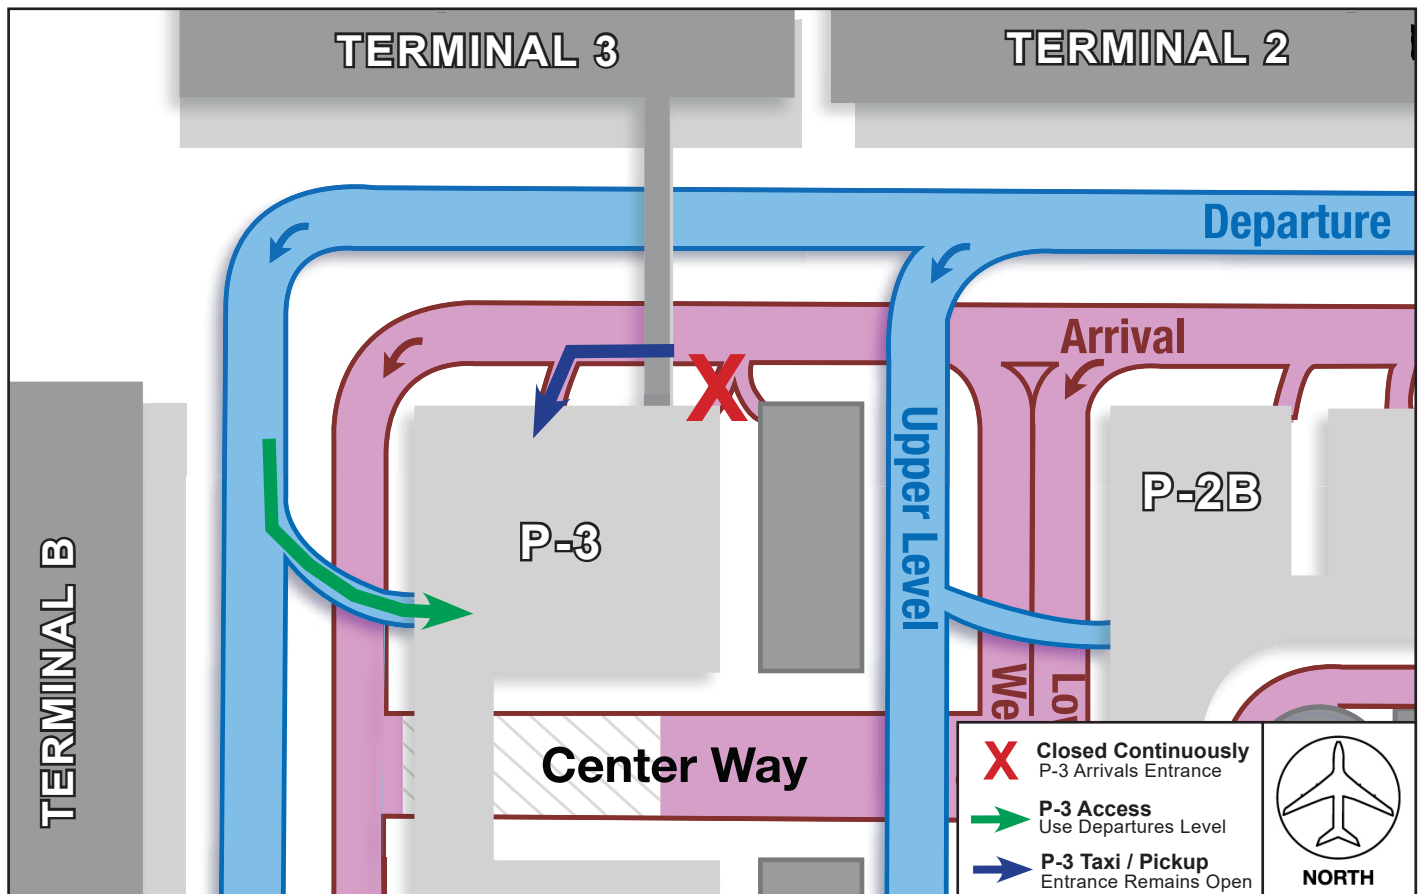 TERMINAL 3
TERMINAL 2
Departure
Arrival
Upper Level
P-2B
P-3
TERMINAL B
Center Way
X
Closed Continuously
P-3 Arrivals Entrance
P-3 Access
Use Departures Level
P-3 Taxi / Pickup
Entrance Remains Open
NORTH